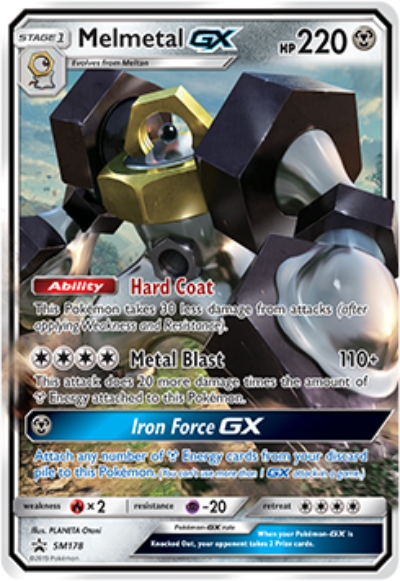 STAGE 1
Melmetal GX
HP 220
Evolves from Meltan
Ability Hard Coat
This Pokémon takes 30 less damage from attacks (after
applying Weakness and Resistance).
Metal Blast 110+
This attack does 20 more damage times the amount of
Energy attached to this Pokémon.
Iron Force GX
Attach any number of Energy cards from your discard
pile to this Pokémon. (You can't use more than 1 GX attack in a game.)
weakness ×2 resistance -20 retreat
Illus. PLANETA Otani
Pokémon-GX rule
When your Pokémon-GX is
Knocked Out, your opponent takes 2 Prize cards.
SM178
©2019 Pokémon